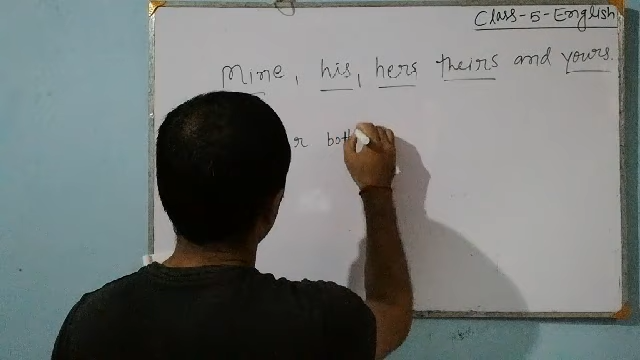 Class-5-English
Mine, his, hers theirs and yours.